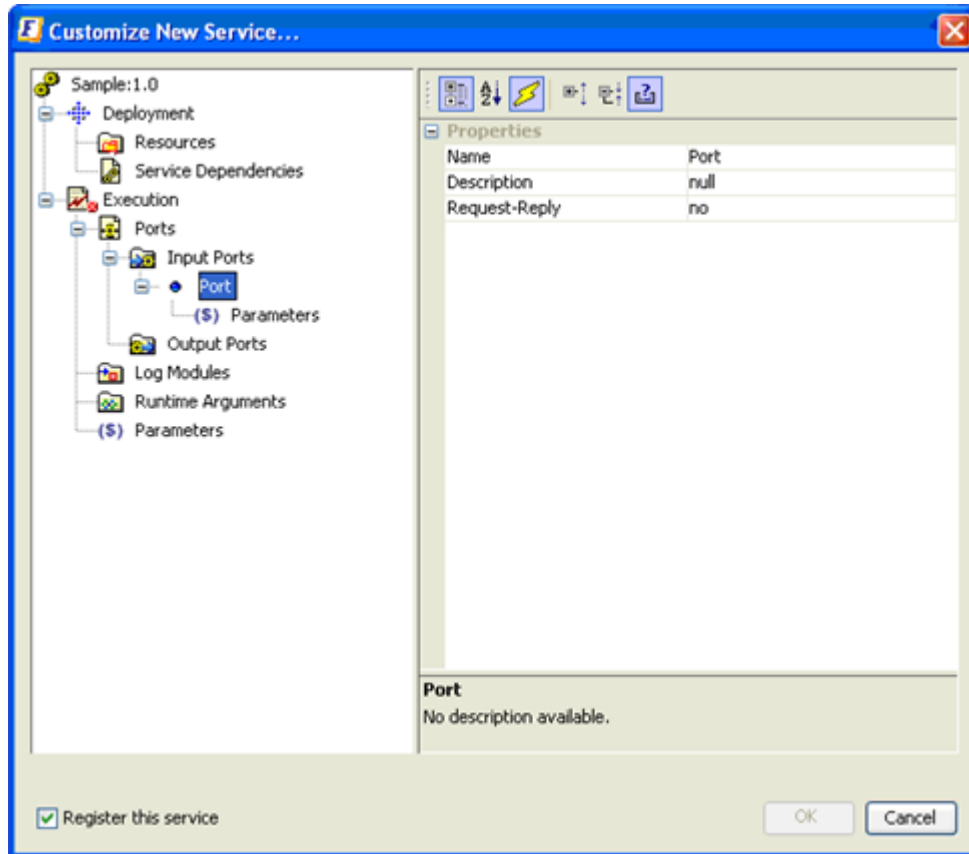 Customize New Service...
Sample:1.0
Deployment
Resources
Service Dependencies
Execution
Ports
Input Ports
Port
($) Parameters
Output Ports
Log Modules
Runtime Arguments
($) Parameters
Properties
Name Port
Description null
Request-Reply no
Port
No description available.
Register this service
OK Cancel